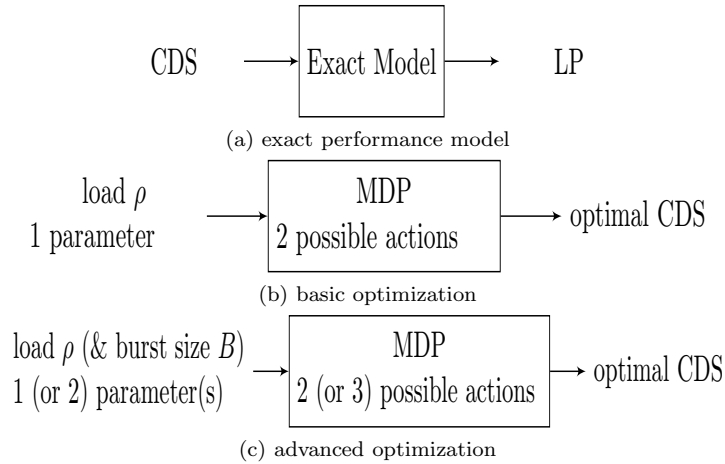 CDS Exact Model LP
(a) exact performance model
load ρ MDP
1 parameter 2 possible actions optimal CDS
(b) basic optimization
load ρ (& burst size B) MDP
1 (or 2) parameter(s) 2 (or 3) possible actions optimal CDS
(c) advanced optimization